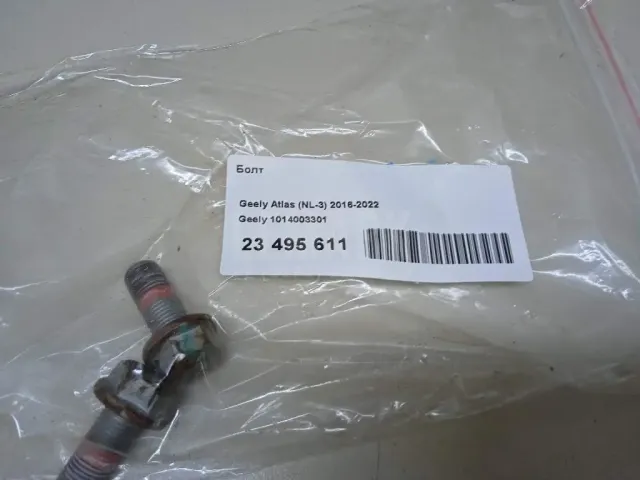 Болт
Geely Atlas (NL-3) 2016-2022
Geely 1014003301
23 495 611